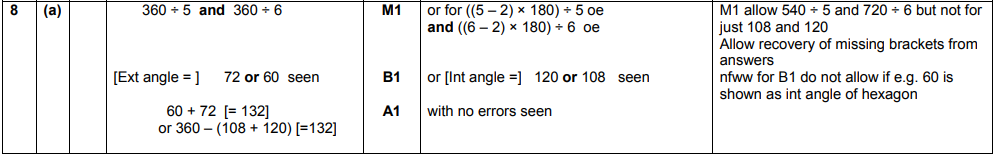 8 (a) 360 ÷ 5 and 360 ÷ 6 M1 or for ((5 – 2) × 180) ÷ 5 oe M1 allow 540 ÷ 5 and 720 ÷ 6 but not for
and ((6 – 2) × 180) ÷ 6 oe just 108 and 120
Allow recovery of missing brackets from
answers
[Ext angle = ] 72 or 60 seen B1 or [Int angle =] 120 or 108 seen nfww for B1 do not allow if e.g. 60 is
shown as int angle of hexagon
60 + 72 [= 132] A1 with no errors seen
or 360 – (108 + 120) [=132]